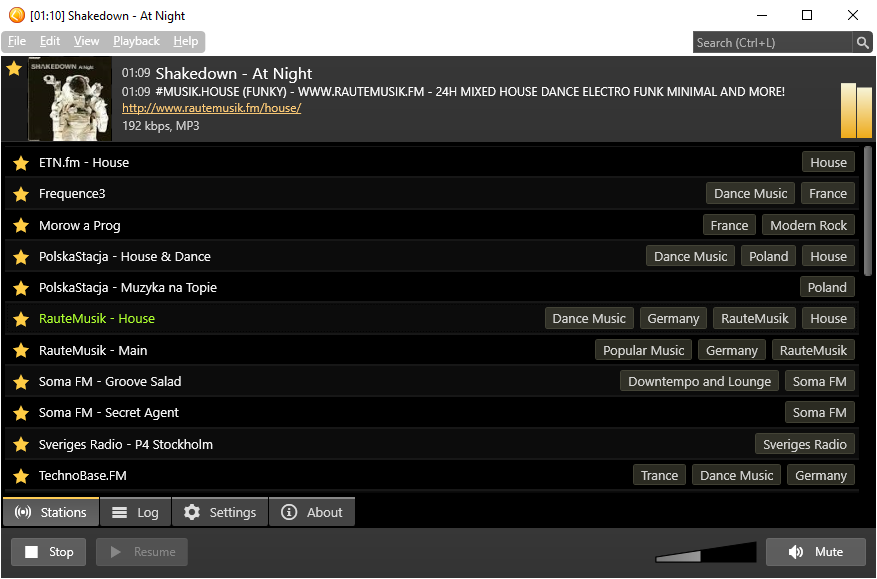 [01:10] Shakedown - At Night
File Edit View Playback Help
Search (Ctrl+L)
SHAKEDOWN At Night
01:09 Shakedown - At Night
01:09 #MUSIK.HOUSE (FUNKY) - WWW.RAUTEMUSIK.FM - 24H MIXED HOUSE DANCE ELECTRO FUNK MINIMAL AND MORE!
http://www.rautemusik.fm/house/
192 kbps, MP3
ETN.fm - House House
Frequence3 Dance Music France
Morow a Prog France Modern Rock
PolskaStacja - House & Dance Dance Music Poland House
PolskaStacja - Muzyka na Topie Poland
RauteMusik - House Dance Music Germany RauteMusik House
RauteMusik - Main Popular Music Germany RauteMusik
Soma FM - Groove Salad Downtempo and Lounge Soma FM
Soma FM - Secret Agent Soma FM
Sveriges Radio - P4 Stockholm Sveriges Radio
TechnoBase.FM Trance Dance Music Germany
Stations Log Settings About
Stop Resume Mute